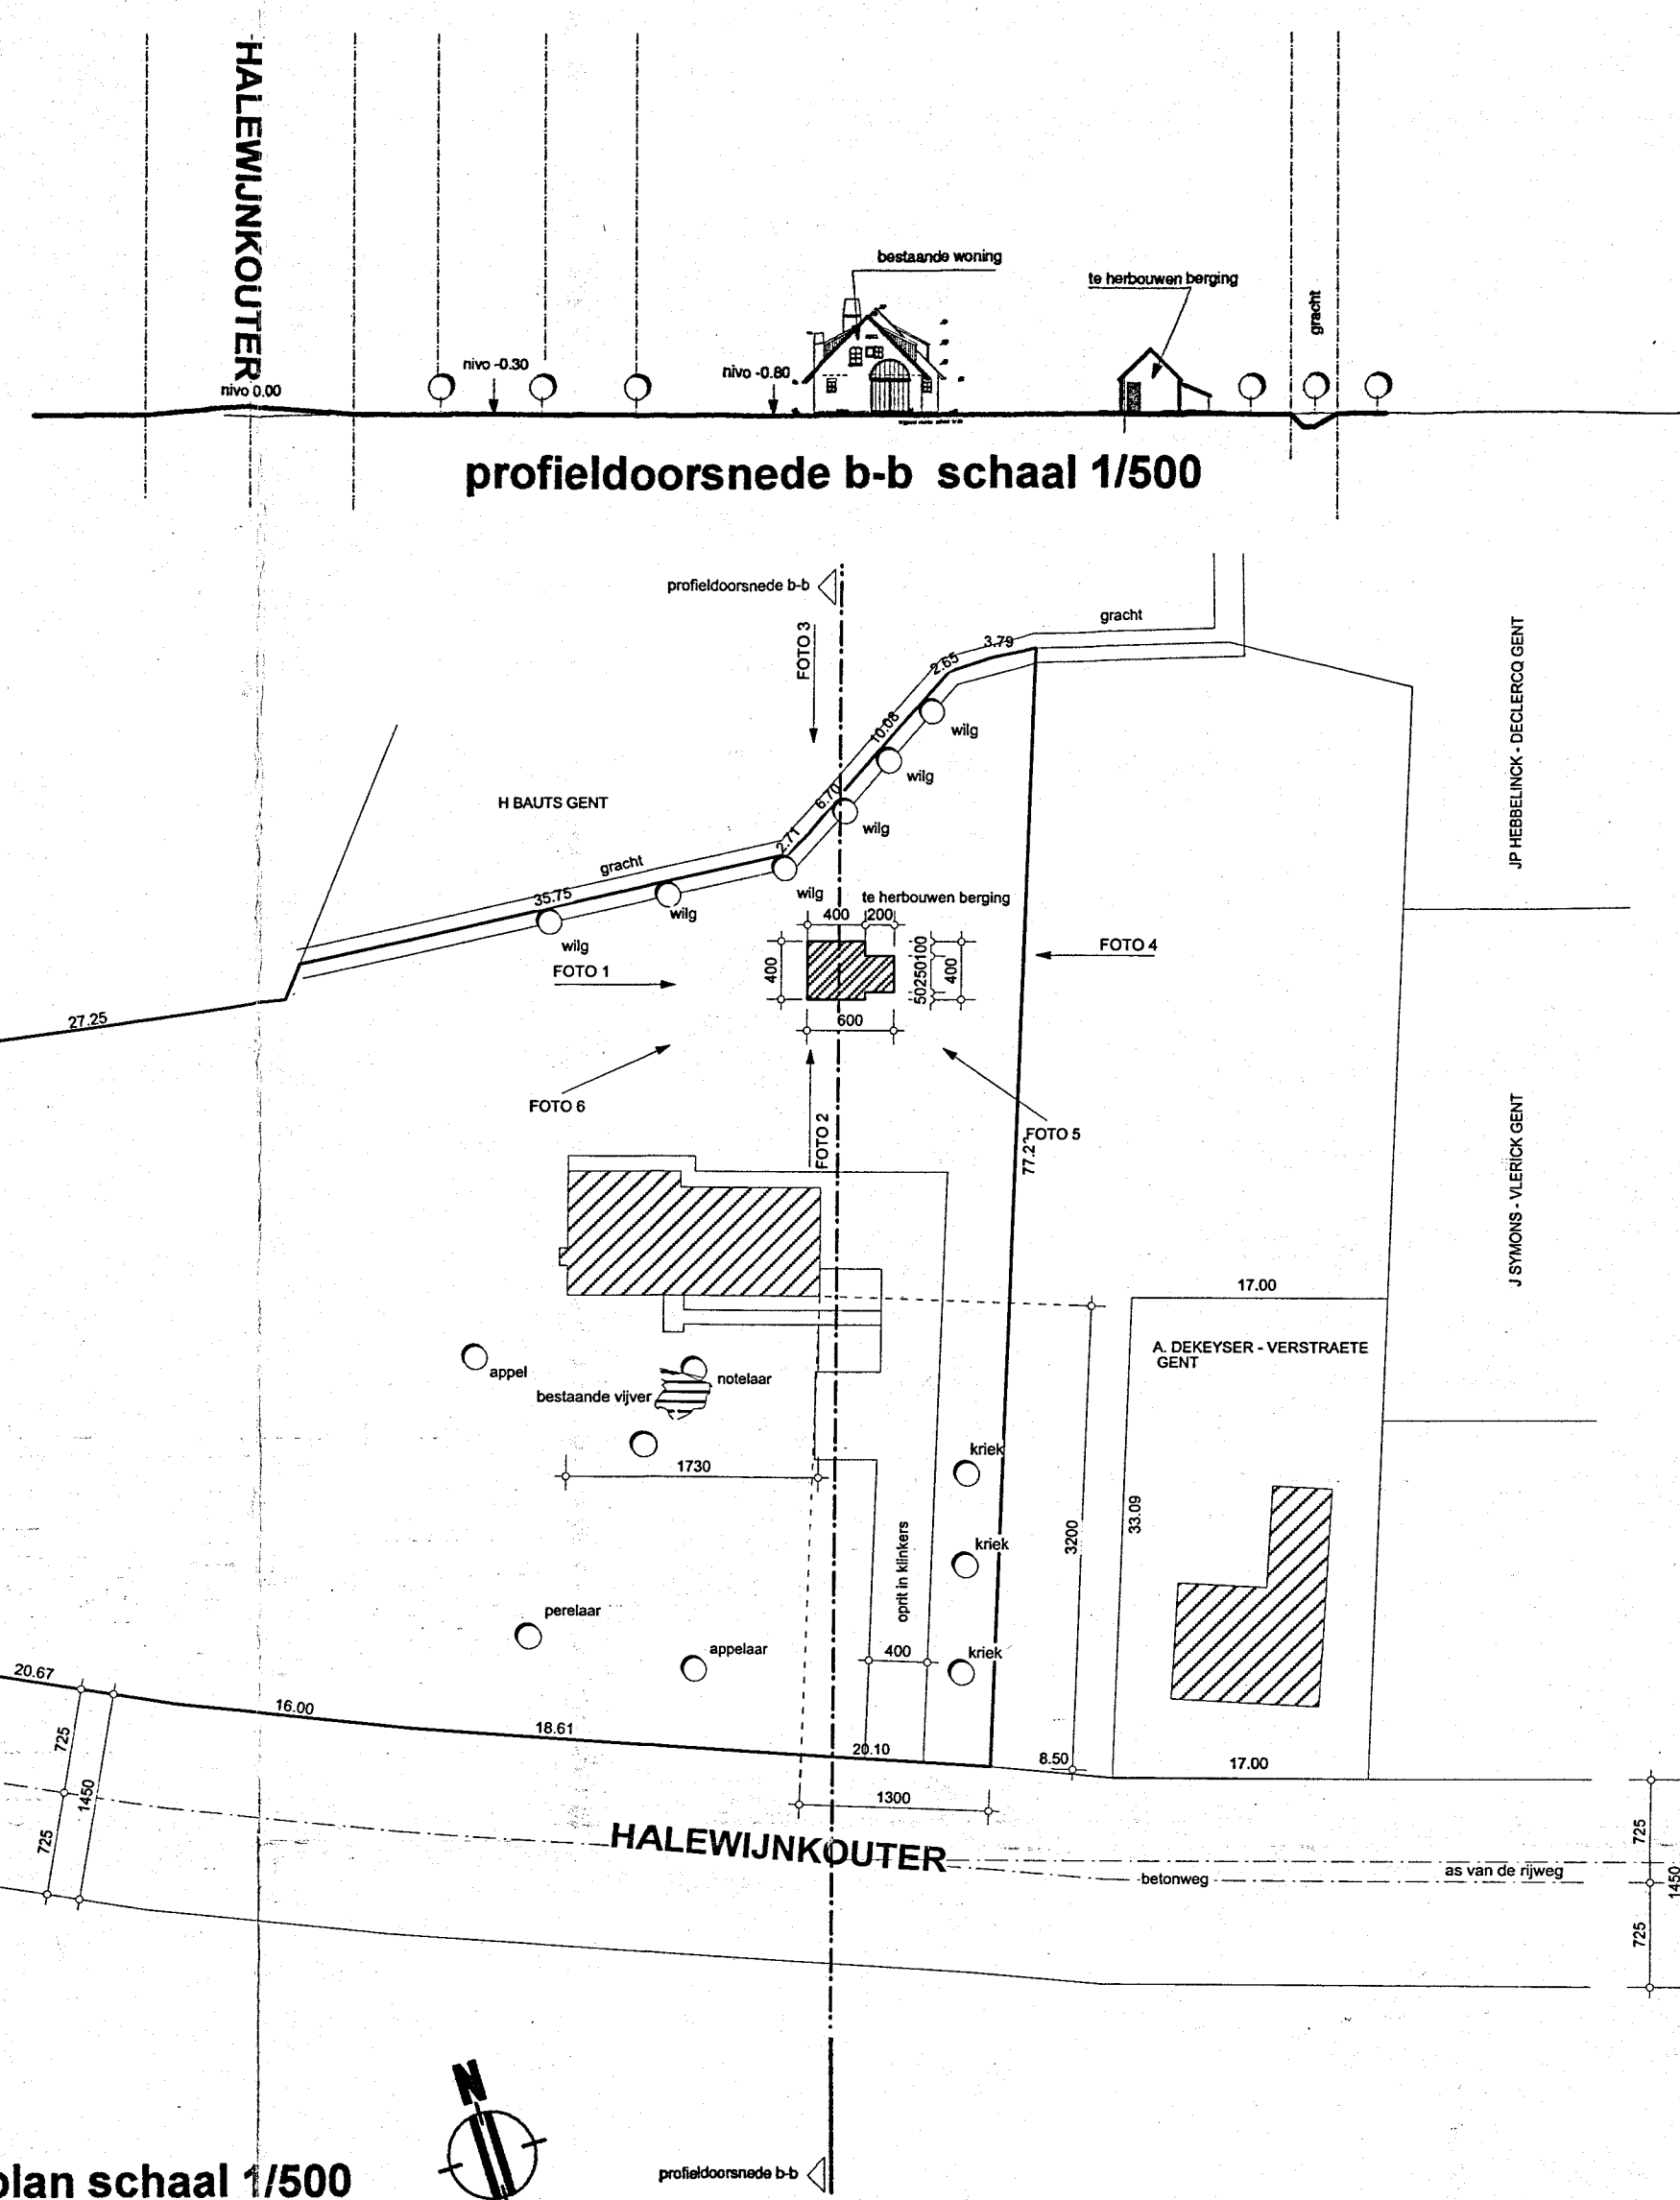 HALEWIJNKOUTER
bestaande woning
te herbouwen berging
gracht
nivo 0.00
nivo -0.30
nivo -0.80
profieldoorsnede b-b schaal 1/500
profieldoorsnede b-b
FOTO 3
gracht
3.79
2.65
10.08
wilg
wilg
6.70
wilg
2.71
H BAUTS GENT
gracht
35.75
wilg
wilg
wilg
te herbouwen berging
400
200
400
100
250
50
400
600
FOTO 1
FOTO 4
27.25
FOTO 6
FOTO 2
FOTO 5
77.2
JP HEBBELINCK - DECLERCQ GENT
J SYMONS - VLERICK GENT
17.00
A. DEKEYSER - VERSTRAETE
GENT
appel
notelaar
bestaande vijver
1730
kriek
kriek
kriek
oprit in klinkers
400
3200
33.09
perelaar
appelaar
20.67
16.00
18.61
20.10
8.50
17.00
725
1450
725
1300
HALEWIJNKOUTER
betonweg
as van de rijweg
725
1450
725
N
plan schaal 1/500
profieldoorsnede b-b